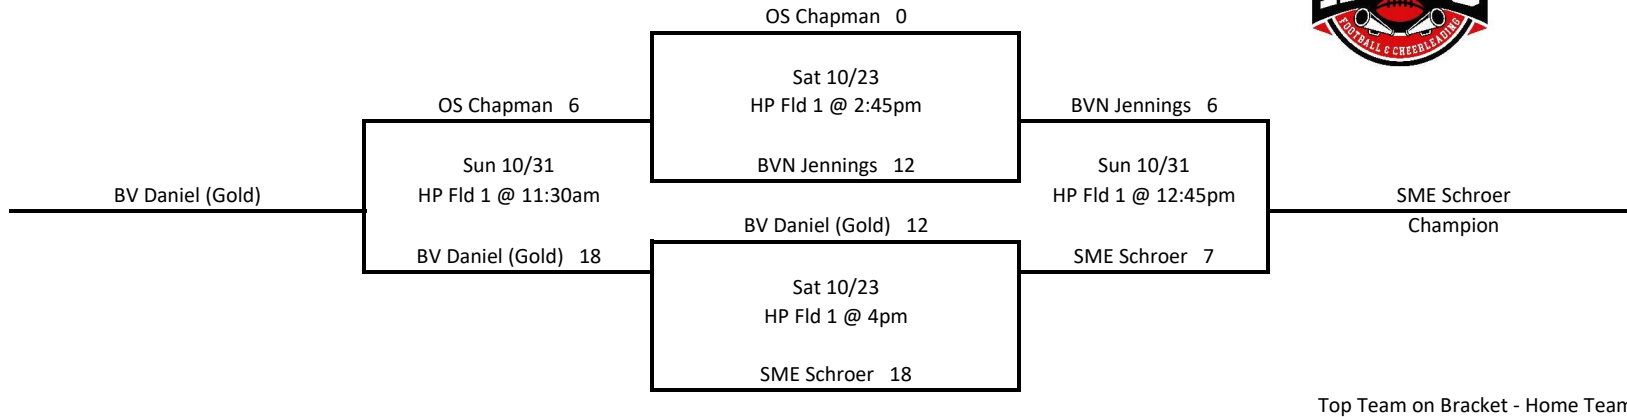 OS Chapman 0
FOOTBALL & CHEERLEADING
Sat 10/23
HP Fld 1 @ 2:45pm
OS Chapman 6
BVN Jennings 6
BVN Jennings 12
Sun 10/31
HP Fld 1 @ 11:30am
Sun 10/31
HP Fld 1 @ 12:45pm
BV Daniel (Gold)
SME Schroer
Champion
BV Daniel (Gold) 12
BV Daniel (Gold) 18
SME Schroer 7
Sat 10/23
HP Fld 1 @ 4pm
SME Schroer 18
Top Team on Bracket - Home Team